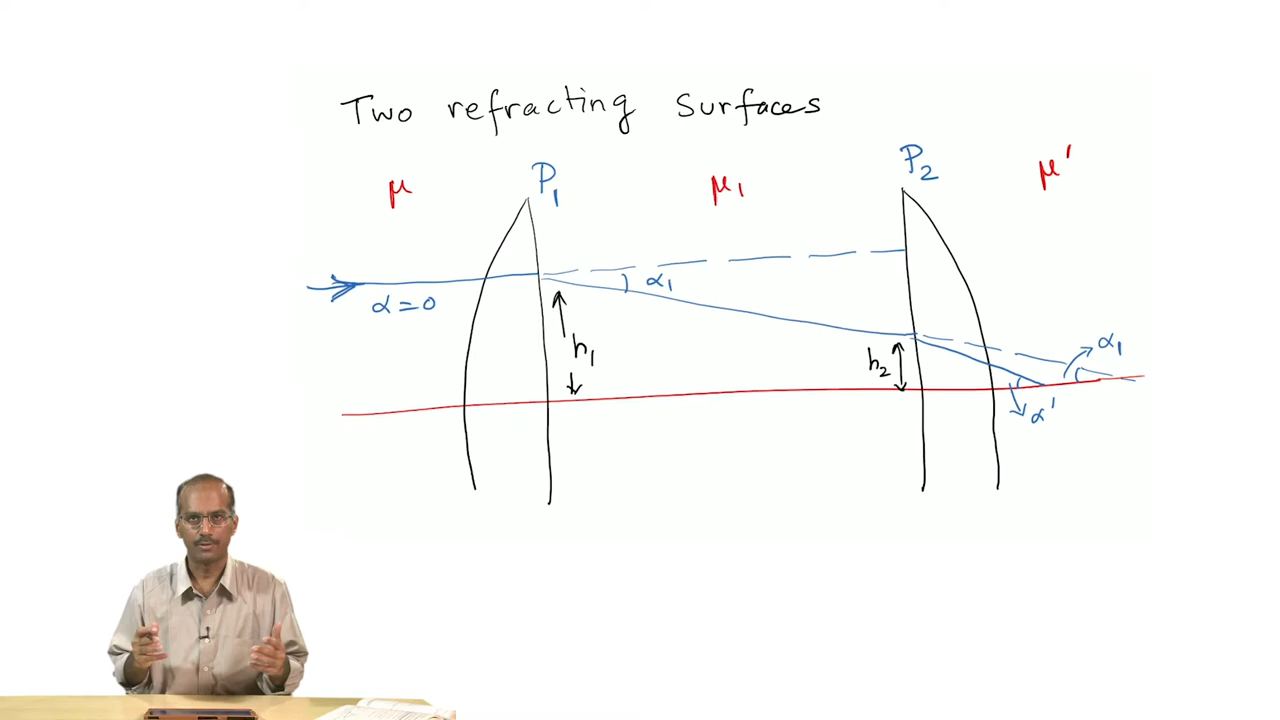 Two refracting surfaces
μ P₁ μ₁ P₂ μ'
α=0 α₁
h₁ h₂ α₁
α'